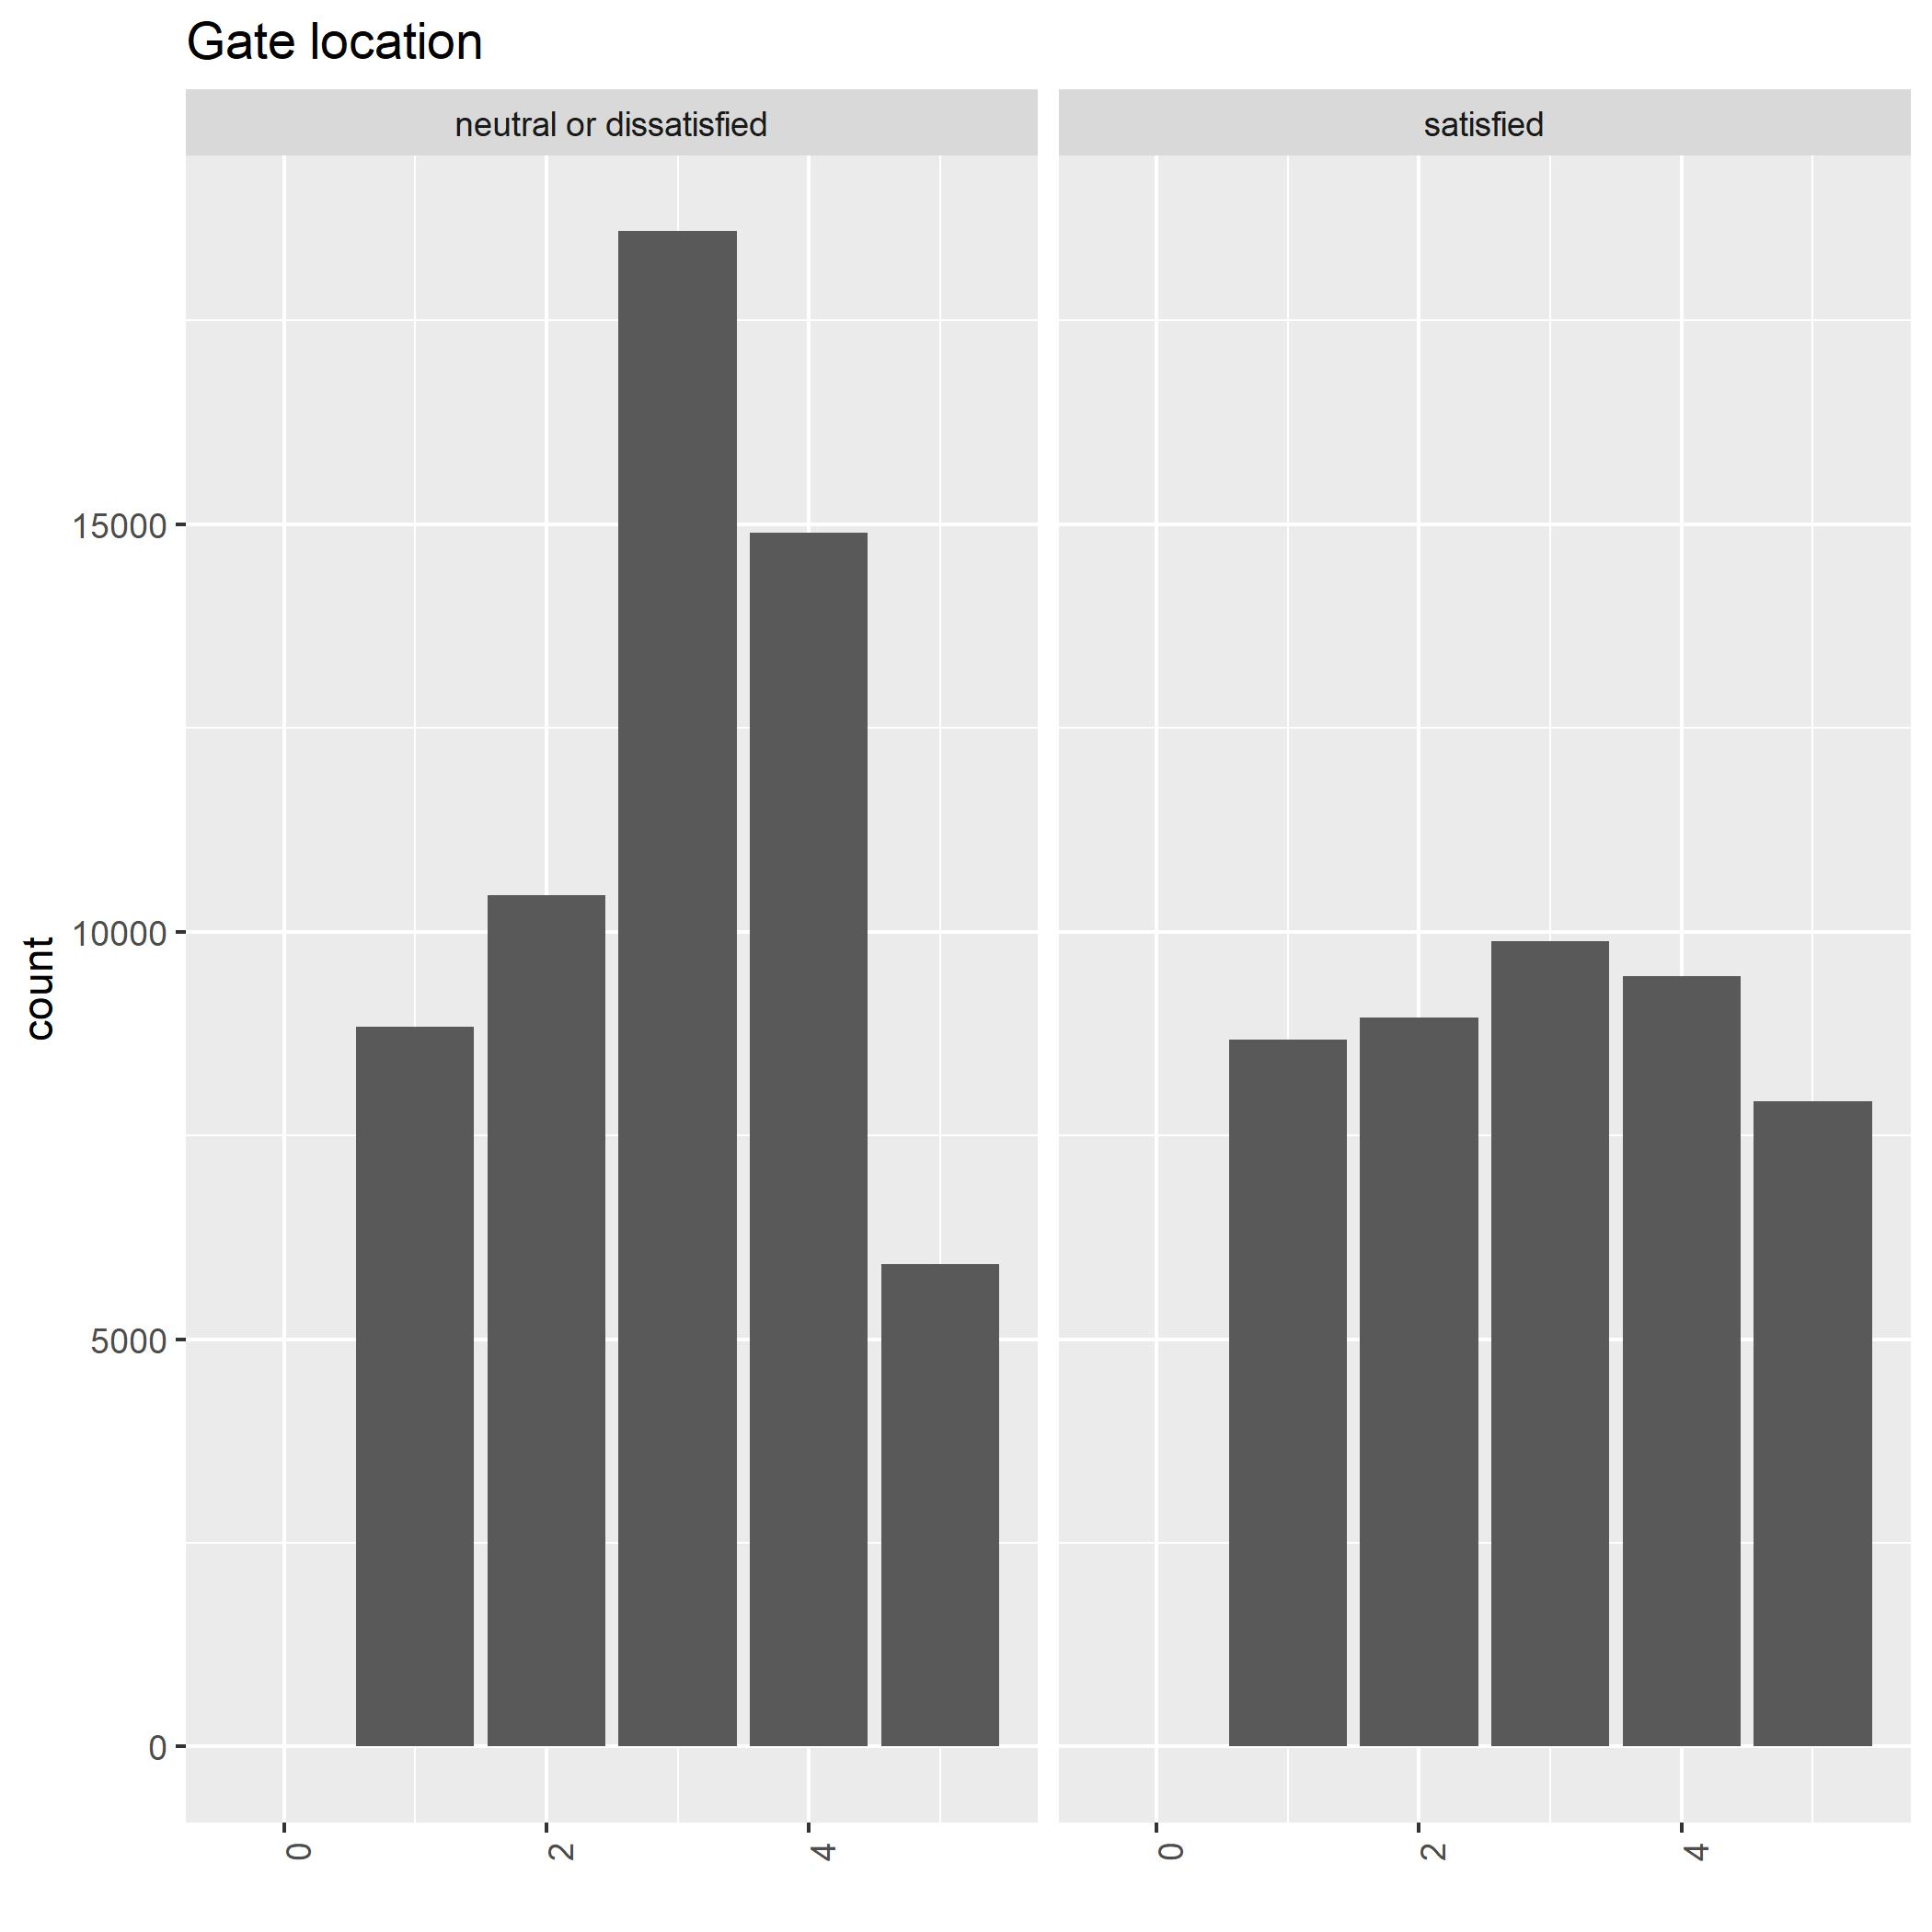 Gate location
neutral or dissatisfied
satisfied
count
15000
10000
5000
0
0
2
4
0
2
4